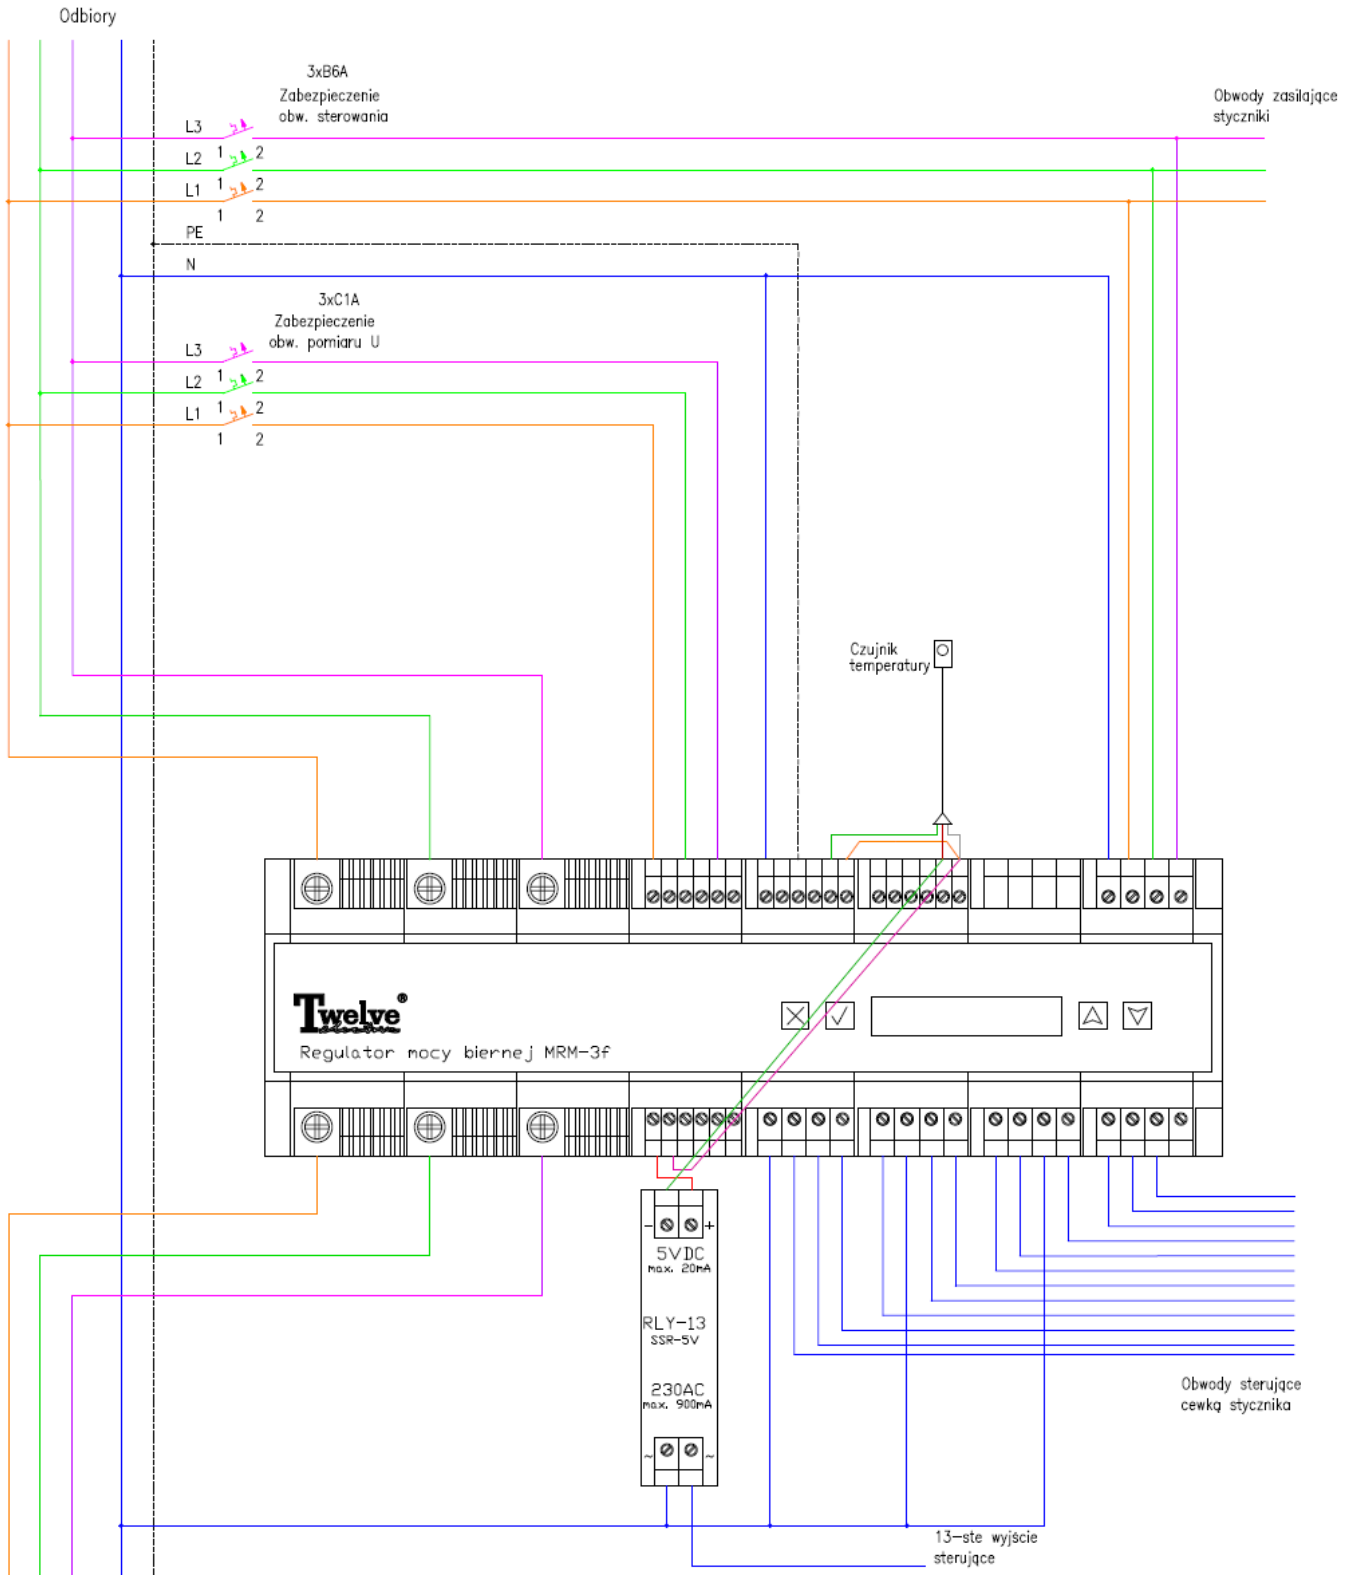 Odbiory
3xB6A
Zabezpieczenie
obw. sterowania
Obwody zasilające
styczniki
L3
1 2
L2
1 2
L1
1 2
PE
N
3xC1A
Zabezpieczenie
obw. pomiaru U
L3
1 2
L2
1 2
L1
1 2
Czujnik
temperatury
Twelve®
electric
Regulator mocy biernej MRM-3f
- +
5VDC
max. 20mA
RLY-13
SSR-5V
230AC
max. 900mA
~ ~
Obwody sterujące
cewką stycznika
13-ste wyjście
sterujące